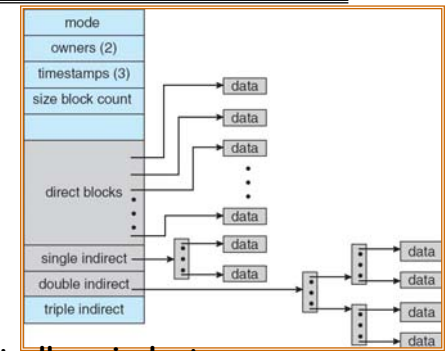 mode
owners (2)
timestamps (3)
size block count
data
data
data
direct blocks
data
data
single indirect
data
double indirect
data
data
triple indirect
data
data